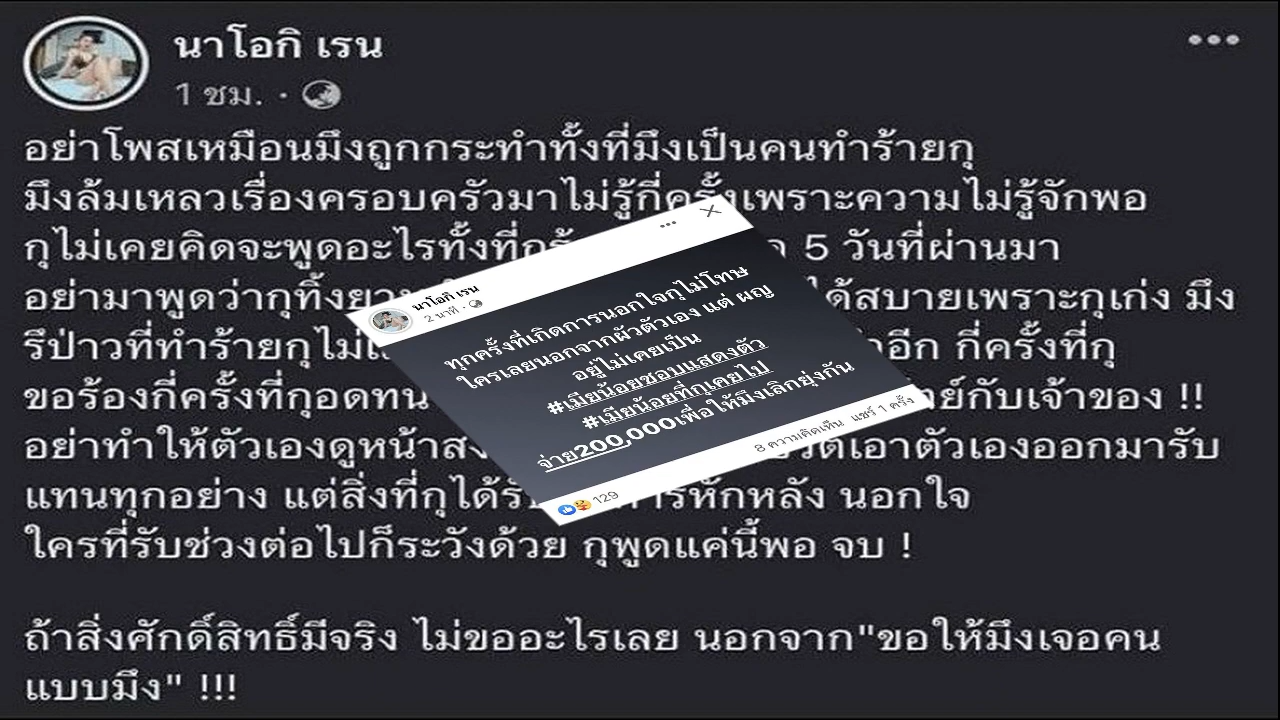 นาโอกิ เรน
1 ชม. ·
อย่าโพสเหมือนมึงถูกกระทำทั้งที่มึงเป็นคนทำร้ายกุ
มึงล้มเหลวเรื่องครอบครัวมาไม่รู้กี่ครั้งเพราะความไม่รู้จักพอ
กุไม่เคยคิดจะพูดอะไรทั้งที่กุรั 5 วันที่ผ่านมา
อย่ามาพูดว่ากุทิ้ง ได้สบายเพราะกุเก่ง มึง
รึป่าวที่ทำร้ายกุไม่ อีก กี่ครั้งที่กุ
ขอร้องกี่ครั้งที่กุอดทน กับเจ้าของ !!
อย่าทำให้ตัวเองดูหน้า เอาตัวเองออกมารับ
แทนทุกอย่าง แต่สิ่งที่กุได้ หักหลัง นอกใจ
ใครที่รับช่วงต่อไปก็ระวังด้วย กุพูดแค่นี้พอ จบ !
ถ้าสิ่งศักดิ์สิทธิ์มีจริง ไม่ขออะไรเลย นอกจาก"ขอให้มึงเจอคน
แบบมึง" !!!
นาโอกิ เรน
2 นาที ·
ทุกครั้งที่เกิดการนอกใจกุไม่โทษ
ใครเลยนอกจากผัวตัวเอง แต่ ผญ
อยู่ไม่เคยเป็น
#เมียน้อยชอบแสดงตัว
#เมียน้อยที่กุเคยไป
จ่าย200,000เพื่อให้มึงเลิกยุ่งกัน
129
8 ความคิดเห็น แชร์ 1 ครั้ง